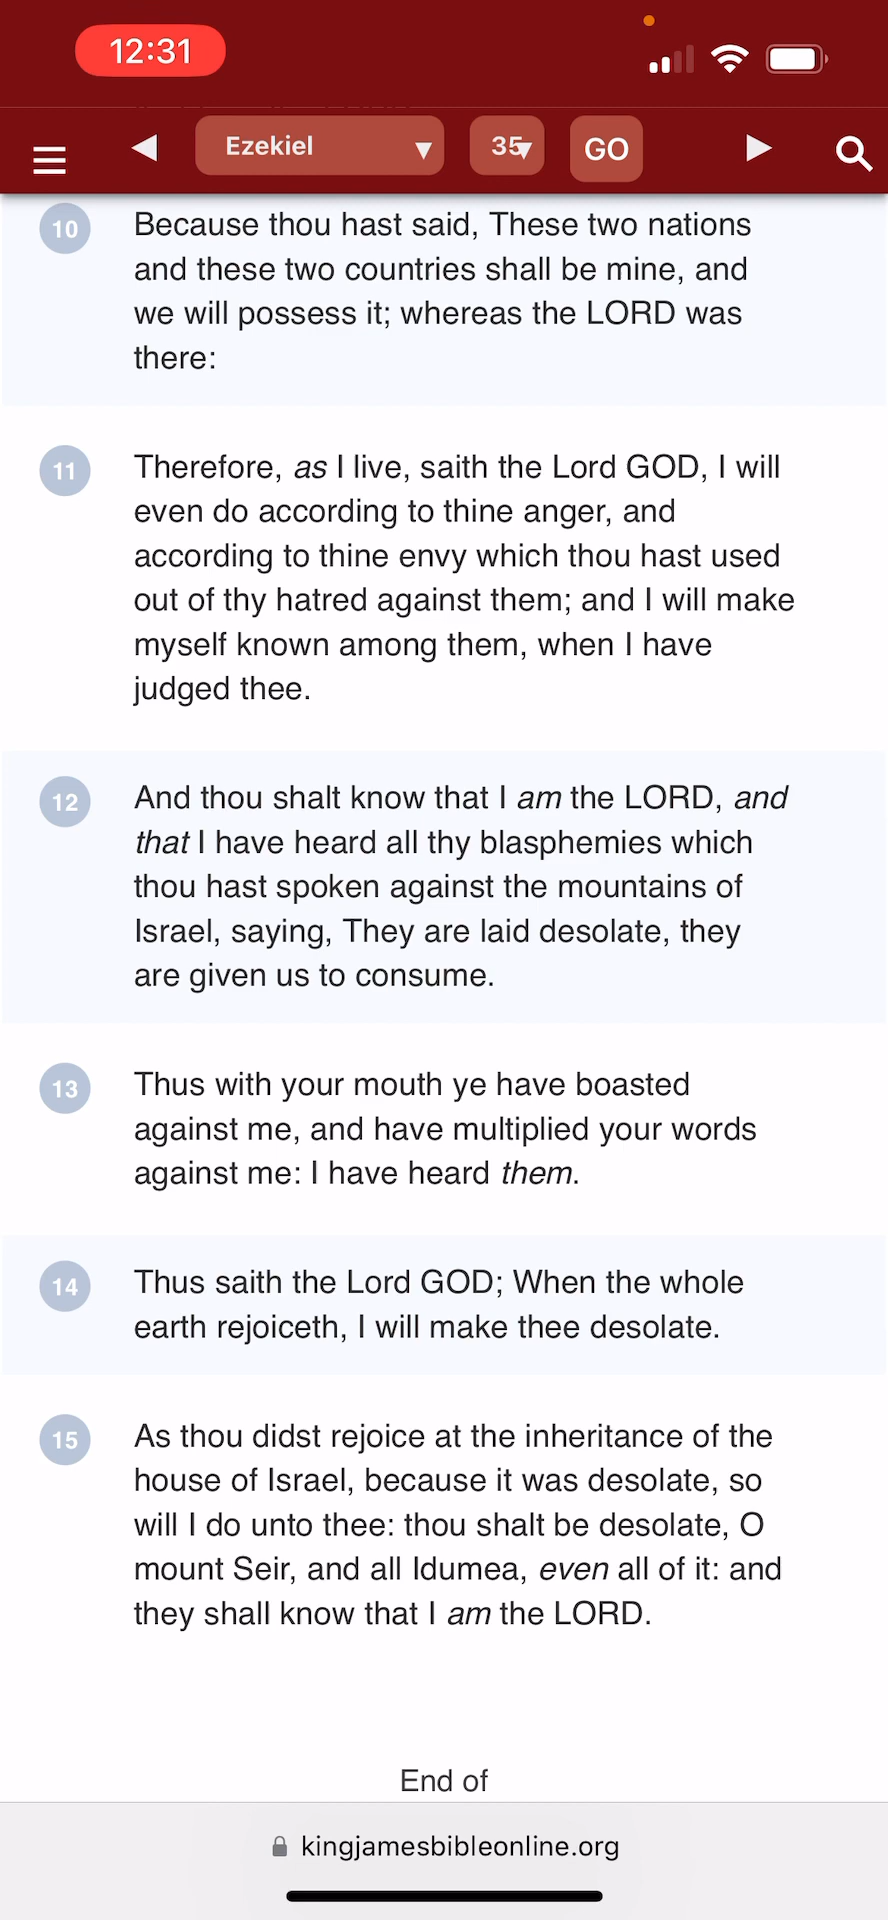 12:31
Ezekiel
35
GO
10
Because thou hast said, These two nations
and these two countries shall be mine, and
we will possess it; whereas the LORD was
there:
11
Therefore, as I live, saith the Lord GOD, I will
even do according to thine anger, and
according to thine envy which thou hast used
out of thy hatred against them; and I will make
myself known among them, when I have
judged thee.
12
And thou shalt know that I am the LORD, and
that I have heard all thy blasphemies which
thou hast spoken against the mountains of
Israel, saying, They are laid desolate, they
are given us to consume.
13
Thus with your mouth ye have boasted
against me, and have multiplied your words
against me: I have heard them.
14
Thus saith the Lord GOD; When the whole
earth rejoiceth, I will make thee desolate.
15
As thou didst rejoice at the inheritance of the
house of Israel, because it was desolate, so
will I do unto thee: thou shalt be desolate, O
mount Seir, and all Idumea, even all of it: and
they shall know that I am the LORD.
End of
kingjamesbibleonline.org